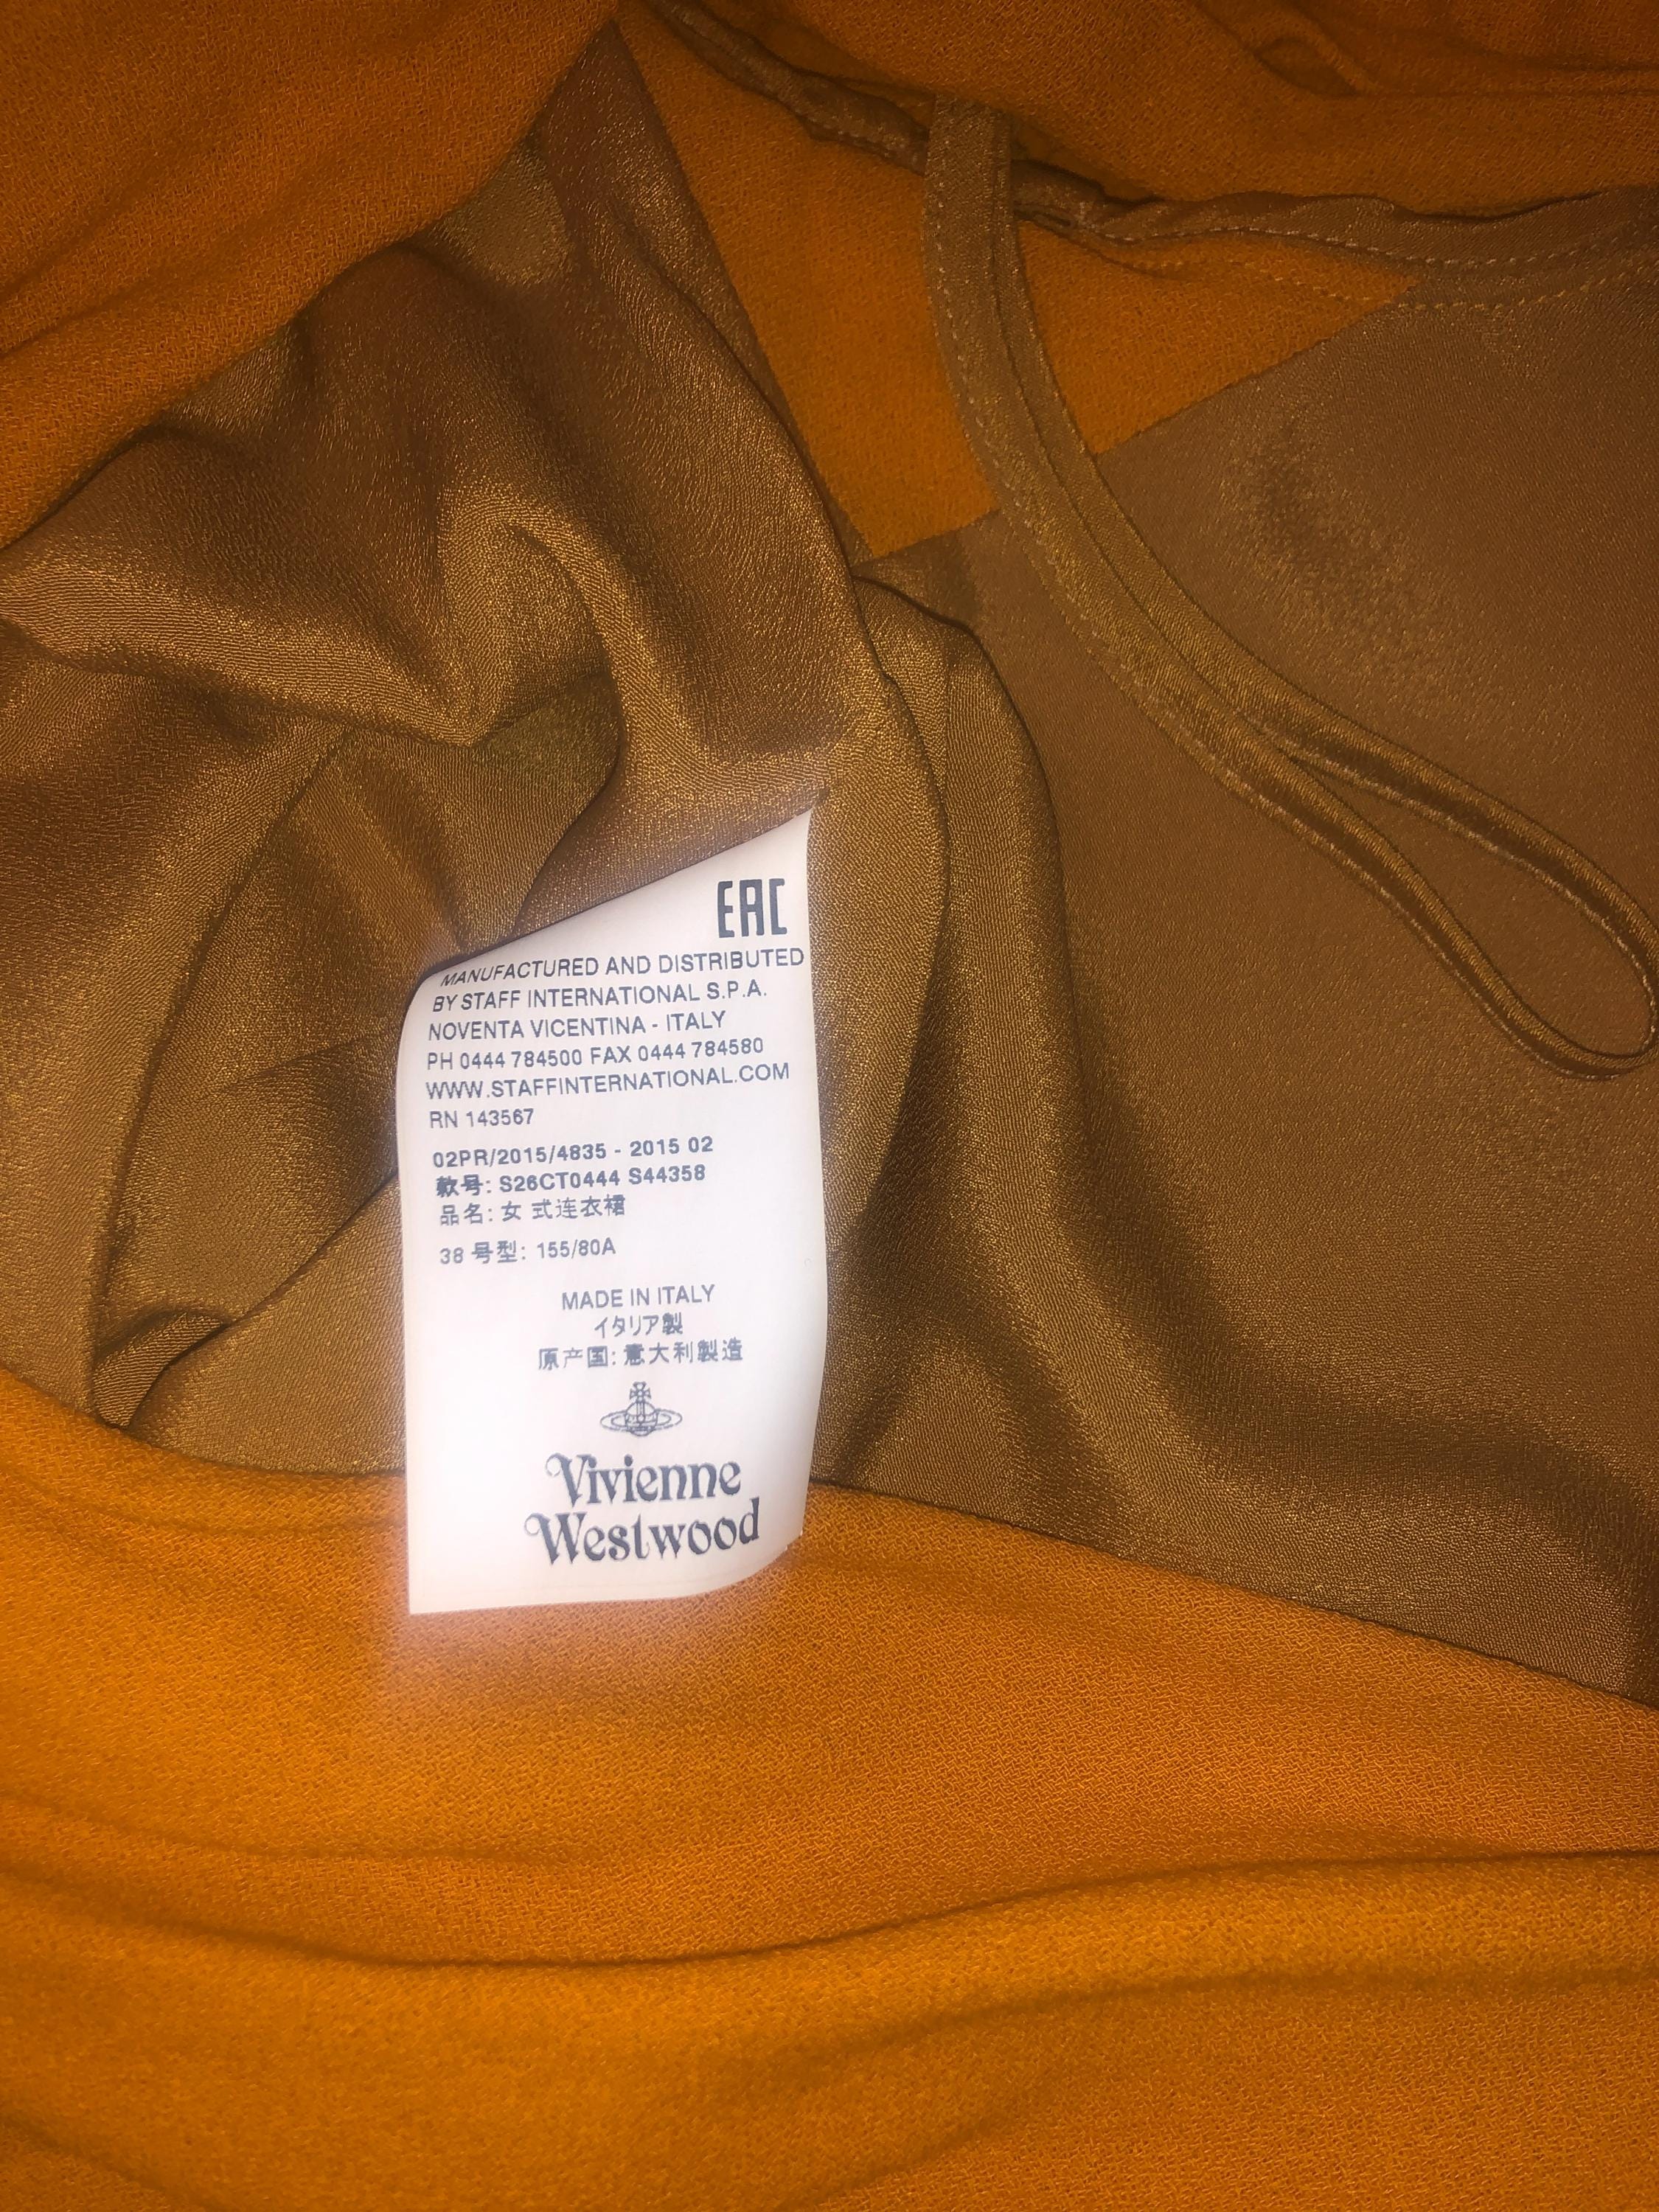 EAC
MANUFACTURED AND DISTRIBUTED
BY STAFF INTERNATIONAL S.P.A.
NOVENTA VICENTINA - ITALY
PH 0444 784500 FAX 0444 784580
WWW.STAFFINTERNATIONAL.COM
RN 143567
02PR/2015/4835 - 2015 02
款号: S26CT0444 S44358
品名: 女 式连衣裙
38 号型: 155/80A
MADE IN ITALY
イタリア製
原产国: 意大利製造
Vivienne
Westwood